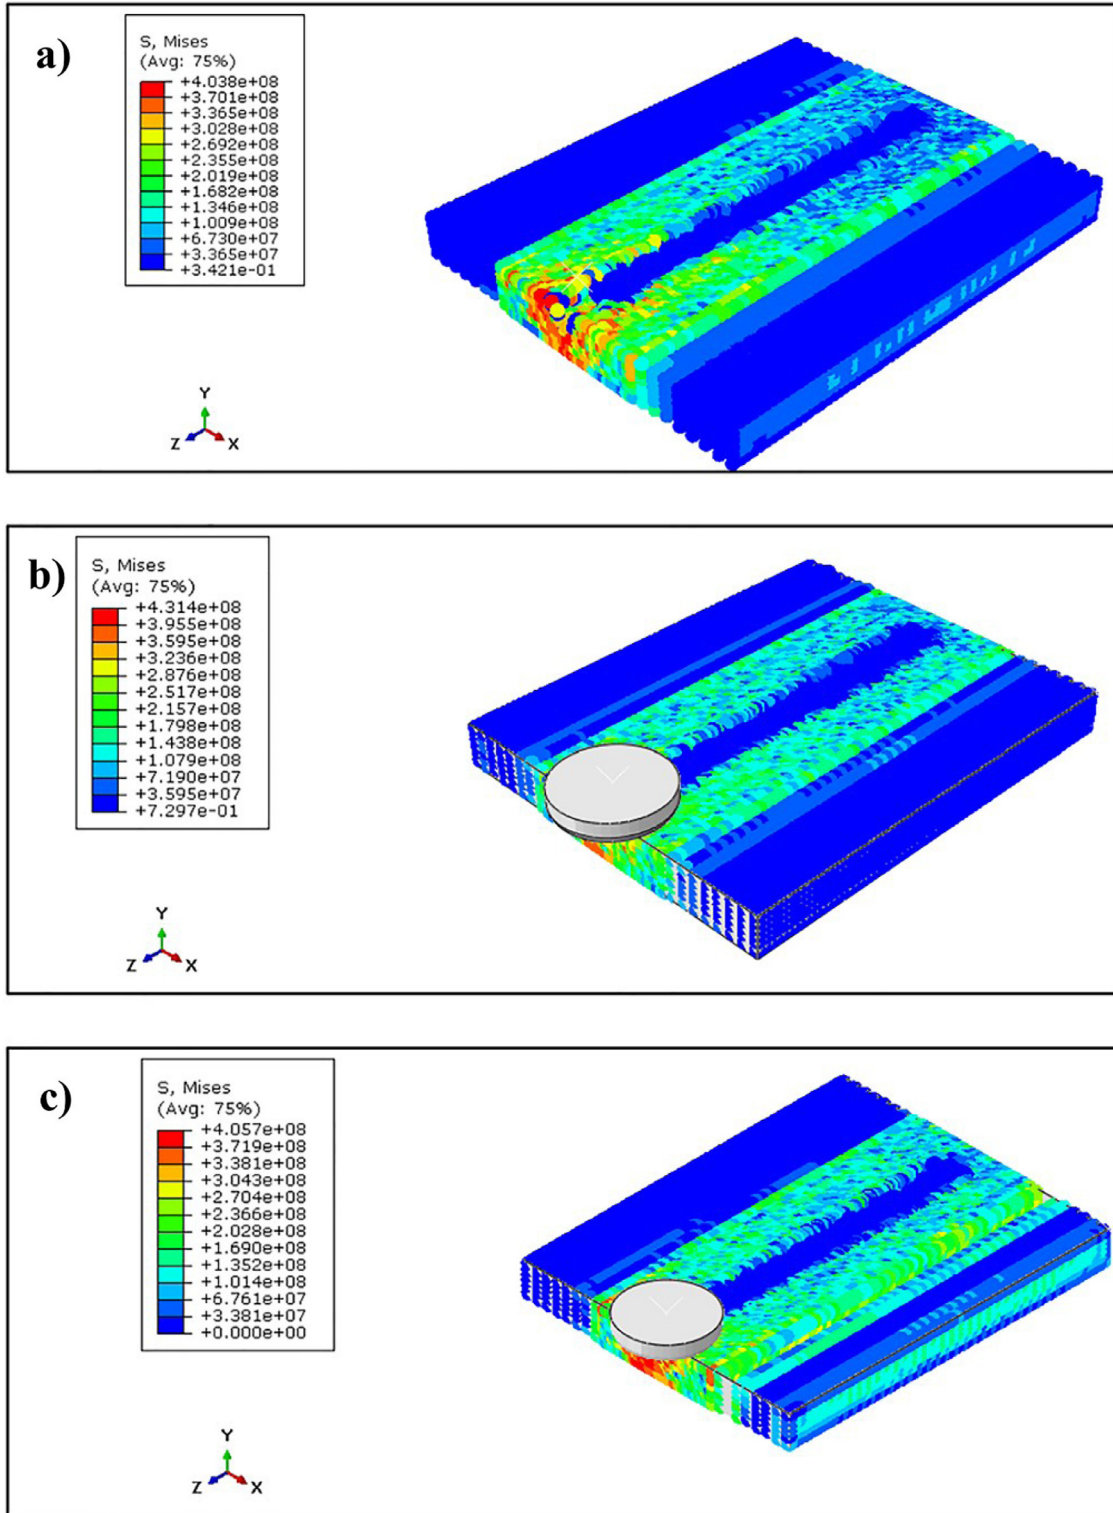 a)
S, Mises
(Avg: 75%)
+4.038e+08
+3.701e+08
+3.365e+08
+3.028e+08
+2.692e+08
+2.355e+08
+2.019e+08
+1.682e+08
+1.346e+08
+1.009e+08
+6.730e+07
+3.365e+07
+3.421e-01
Y
Z
X
b)
S, Mises
(Avg: 75%)
+4.314e+08
+3.955e+08
+3.595e+08
+3.236e+08
+2.876e+08
+2.517e+08
+2.157e+08
+1.798e+08
+1.438e+08
+1.079e+08
+7.190e+07
+3.595e+07
+7.297e-01
Y
Z
X
c)
S, Mises
(Avg: 75%)
+4.057e+08
+3.719e+08
+3.381e+08
+3.043e+08
+2.704e+08
+2.366e+08
+2.028e+08
+1.690e+08
+1.352e+08
+1.014e+08
+6.761e+07
+3.381e+07
+0.000e+00
Y
Z
X